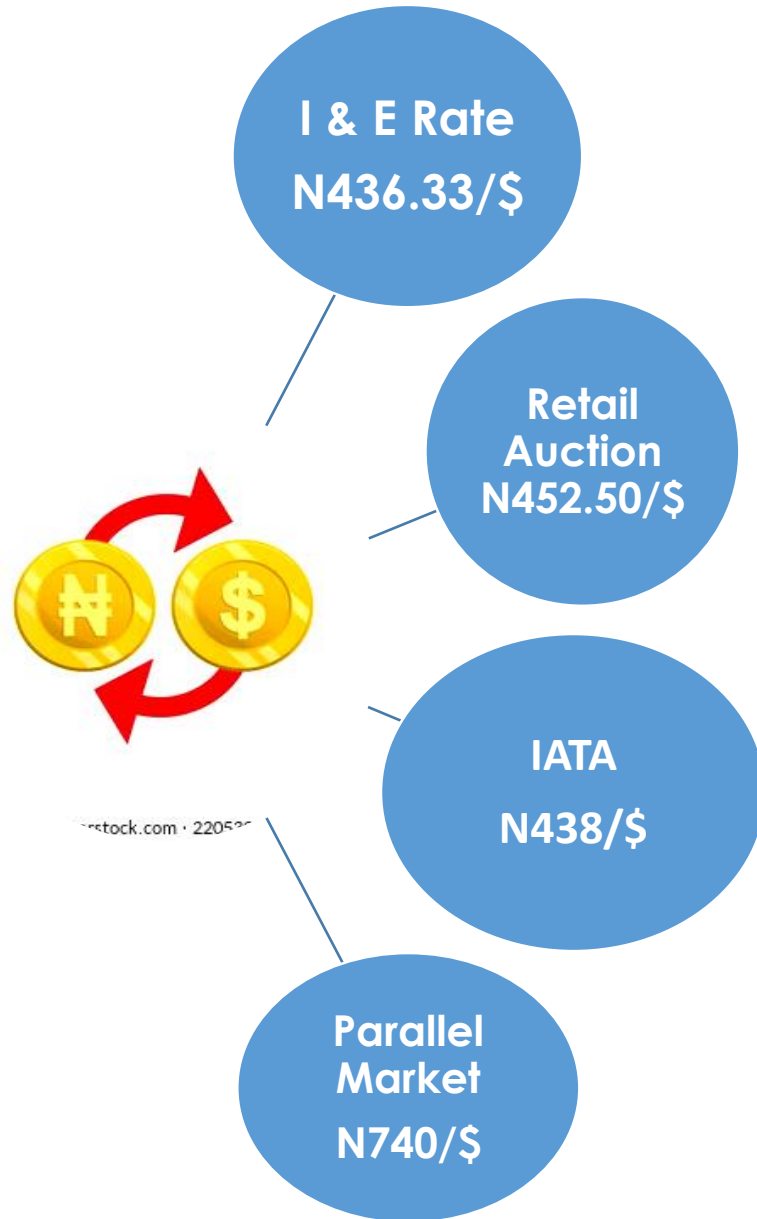 I & E Rate
N436.33/$
Retail
Auction
N452.50/$
₦ $
IATA
N438/$
Parallel
Market
N740/$